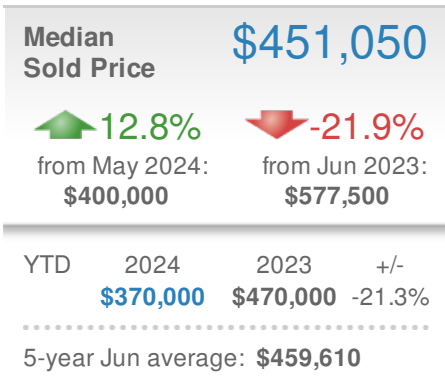 Median
Sold Price
$451,050
12.8%
from May 2024:
$400,000
-21.9%
from Jun 2023:
$577,500
YTD 2024 2023 +/-
$370,000 $470,000 -21.3%
5-year Jun average: $459,610